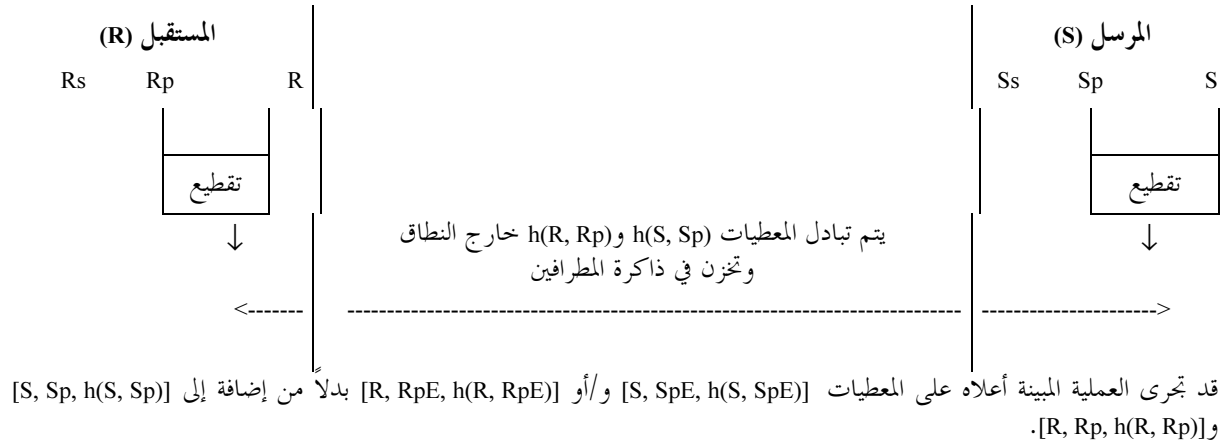 المرسل (S) المستقبل (R)
S Sp Ss R Rp Rs
تقطيع تقطيع
↓ ↓
يتم تبادل المعطيات h(S, Sp) و h(R, Rp) خارج النطاق
وتخزن في ذاكرة المطرافين
<------- ------------------------------------------------------------------------------ ---------------------->
قد تجرى العملية المبينة أعلاه على المعطيات [S, SpE, h(S, SpE)] و/أو [R, RpE, h(R, RpE)] بدلاً من إضافة إلى [S, Sp, h(S, Sp)]
و[R, Rp, h(R, Rp)].